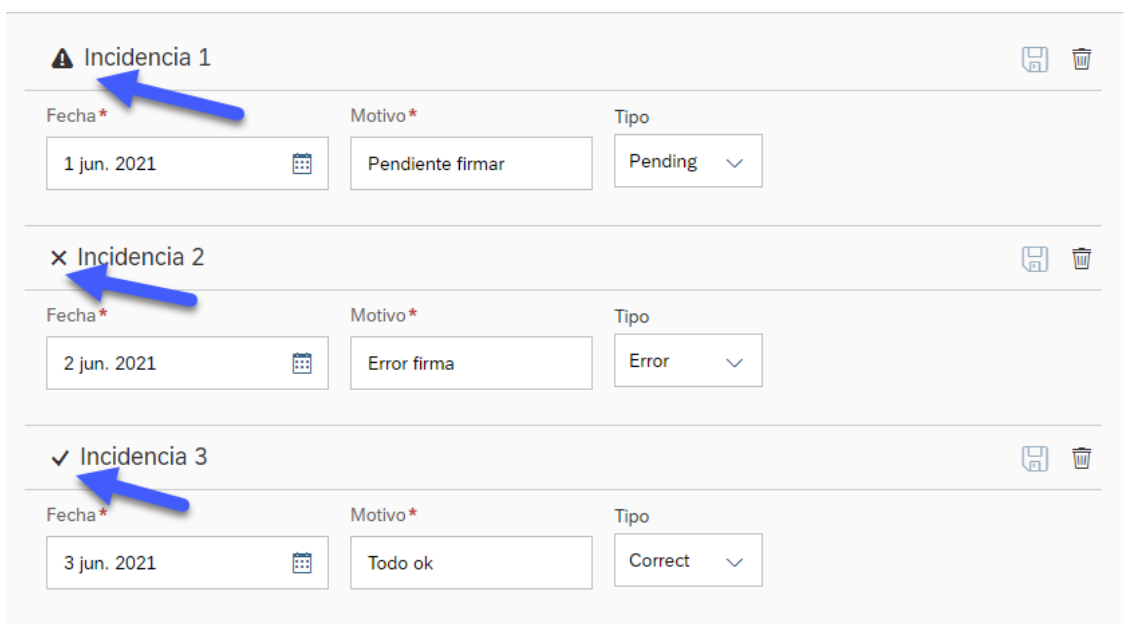 Incidencia 1
Fecha* Motivo* Tipo
1 jun. 2021 Pendiente firmar Pending
Incidencia 2
Fecha* Motivo* Tipo
2 jun. 2021 Error firma Error
Incidencia 3
Fecha* Motivo* Tipo
3 jun. 2021 Todo ok Correct